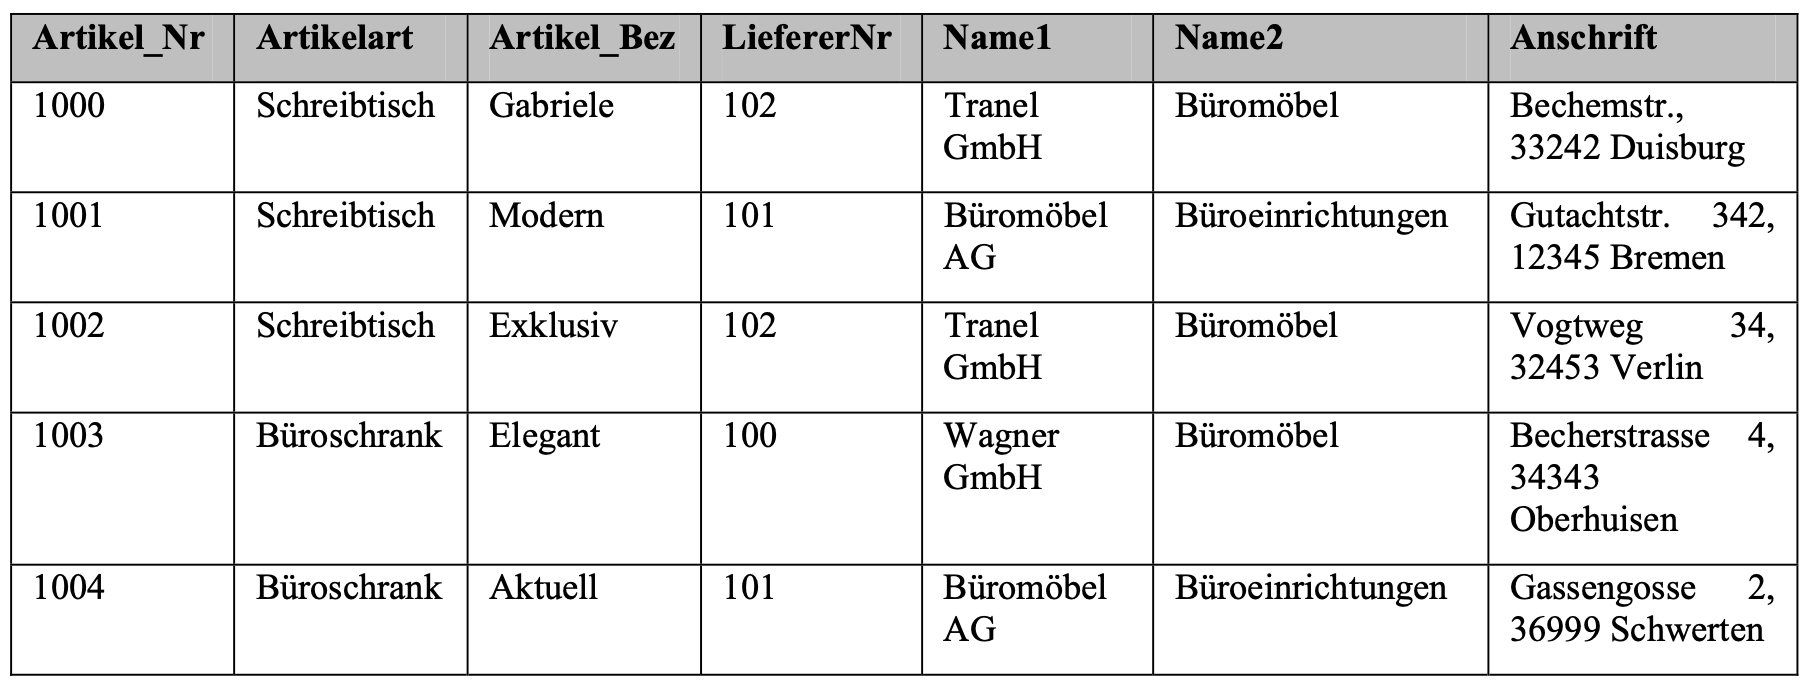 Artikel_Nr Artikelart Artikel_Bez LiefererNr Name1 Name2 Anschrift
1000 Schreibtisch Gabriele 102 Tranel Büromöbel Bechemstr.,
GmbH 33242 Duisburg
1001 Schreibtisch Modern 101 Büromöbel Büroeinrichtungen Gutachtstr. 342,
AG 12345 Bremen
1002 Schreibtisch Exklusiv 102 Tranel Büromöbel Vogtweg 34,
GmbH 32453 Verlin
1003 Büroschrank Elegant 100 Wagner Büromöbel Becherstrasse 4,
GmbH 34343
Oberhuisen
1004 Büroschrank Aktuell 101 Büromöbel Büroeinrichtungen Gassengosse 2,
AG 36999 Schwerten